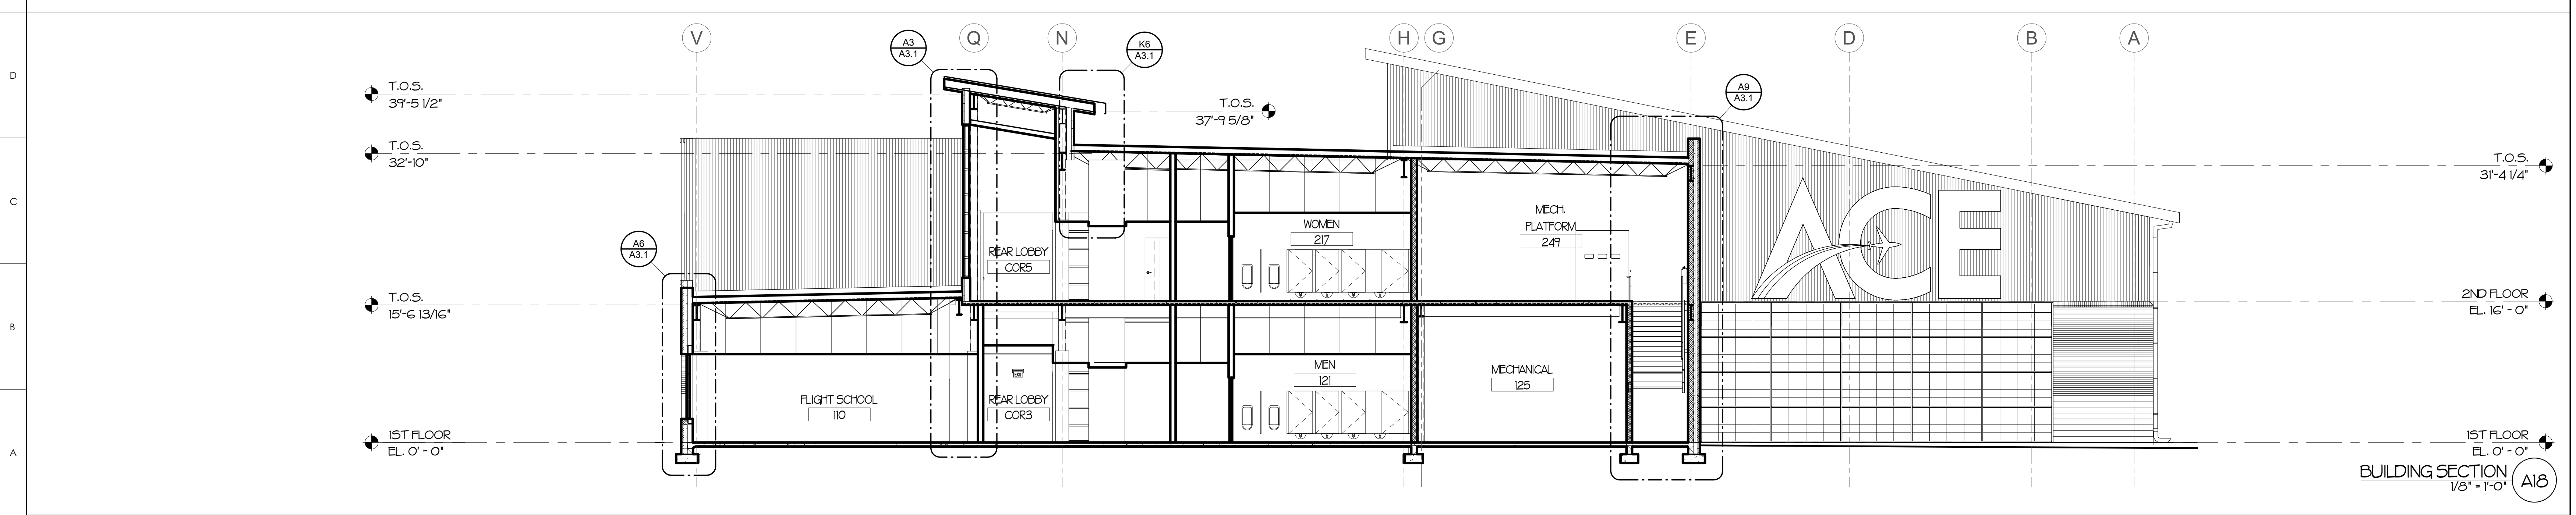 V
Q
N
H
G
E
D
B
A
A3
A3.1
K6
A3.1
A9
A3.1
A6
A3.1
D
C
B
A
T.O.S.
39'-5 1/2"
T.O.S.
37'-9 5/8"
T.O.S.
32'-10"
T.O.S.
31'-4 1/4"
T.O.S.
15'-6 13/16"
2ND FLOOR
EL. 16' - 0"
1ST FLOOR
EL. 0' - 0"
1ST FLOOR
EL. 0' - 0"
REAR LOBBY
COR5
WOMEN
217
MECH.
PLATFORM
249
ACE
FLIGHT SCHOOL
110
EXIT
REAR LOBBY
COR3
MEN
121
MECHANICAL
125
BUILDING SECTION
1/8" = 1'-0"
A18